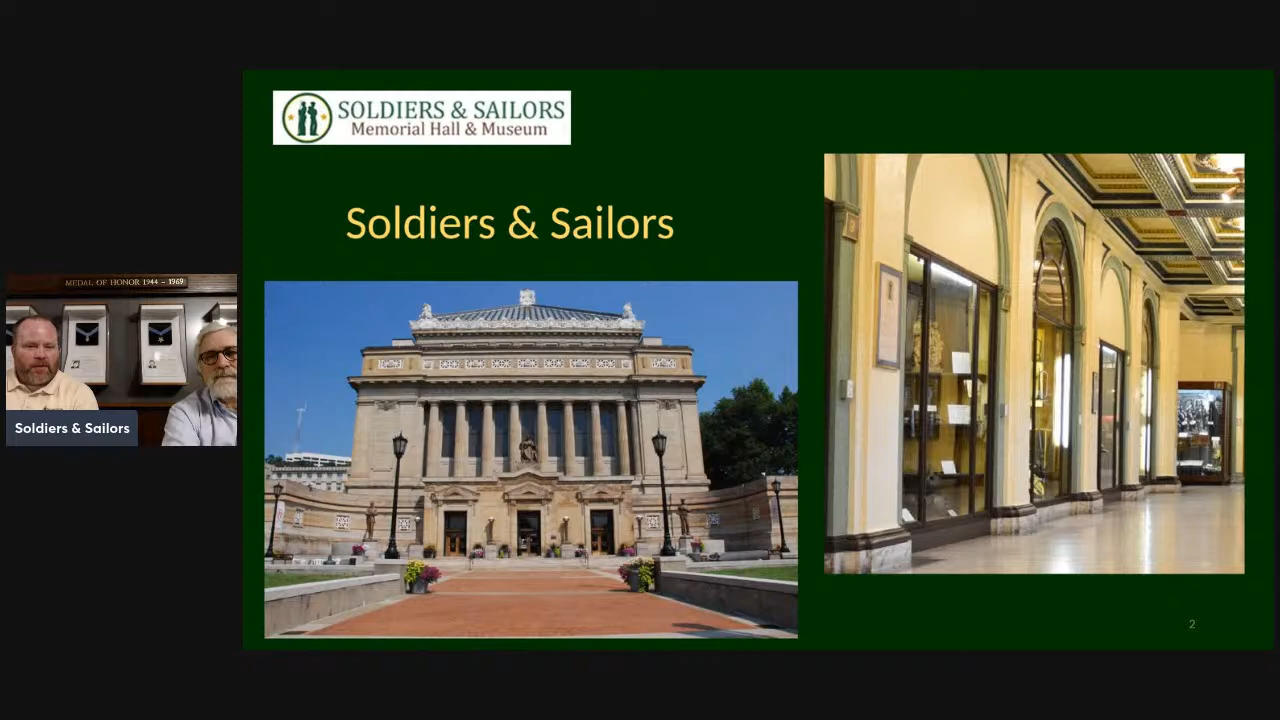 SOLDIERS & SAILORS
Memorial Hall & Museum
Soldiers & Sailors
MEDAL OF HONOR 1944 – 1969
Soldiers & Sailors
2